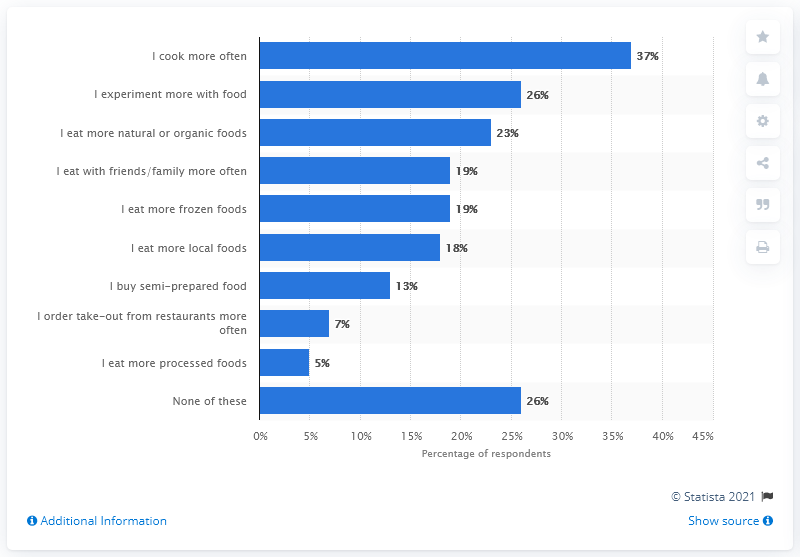 I cook more often
37%
I experiment more with food
26%
I eat more natural or organic foods
23%
I eat with friends/family more often
19%
I eat more frozen foods
19%
I eat more local foods
18%
I buy semi-prepared food
13%
I order take-out from restaurants more
often
7%
I eat more processed foods
5%
None of these
26%
0% 5% 10% 15% 20% 25% 30% 35% 40% 45%
Percentage of respondents
© Statista 2021
Additional Information
Show source